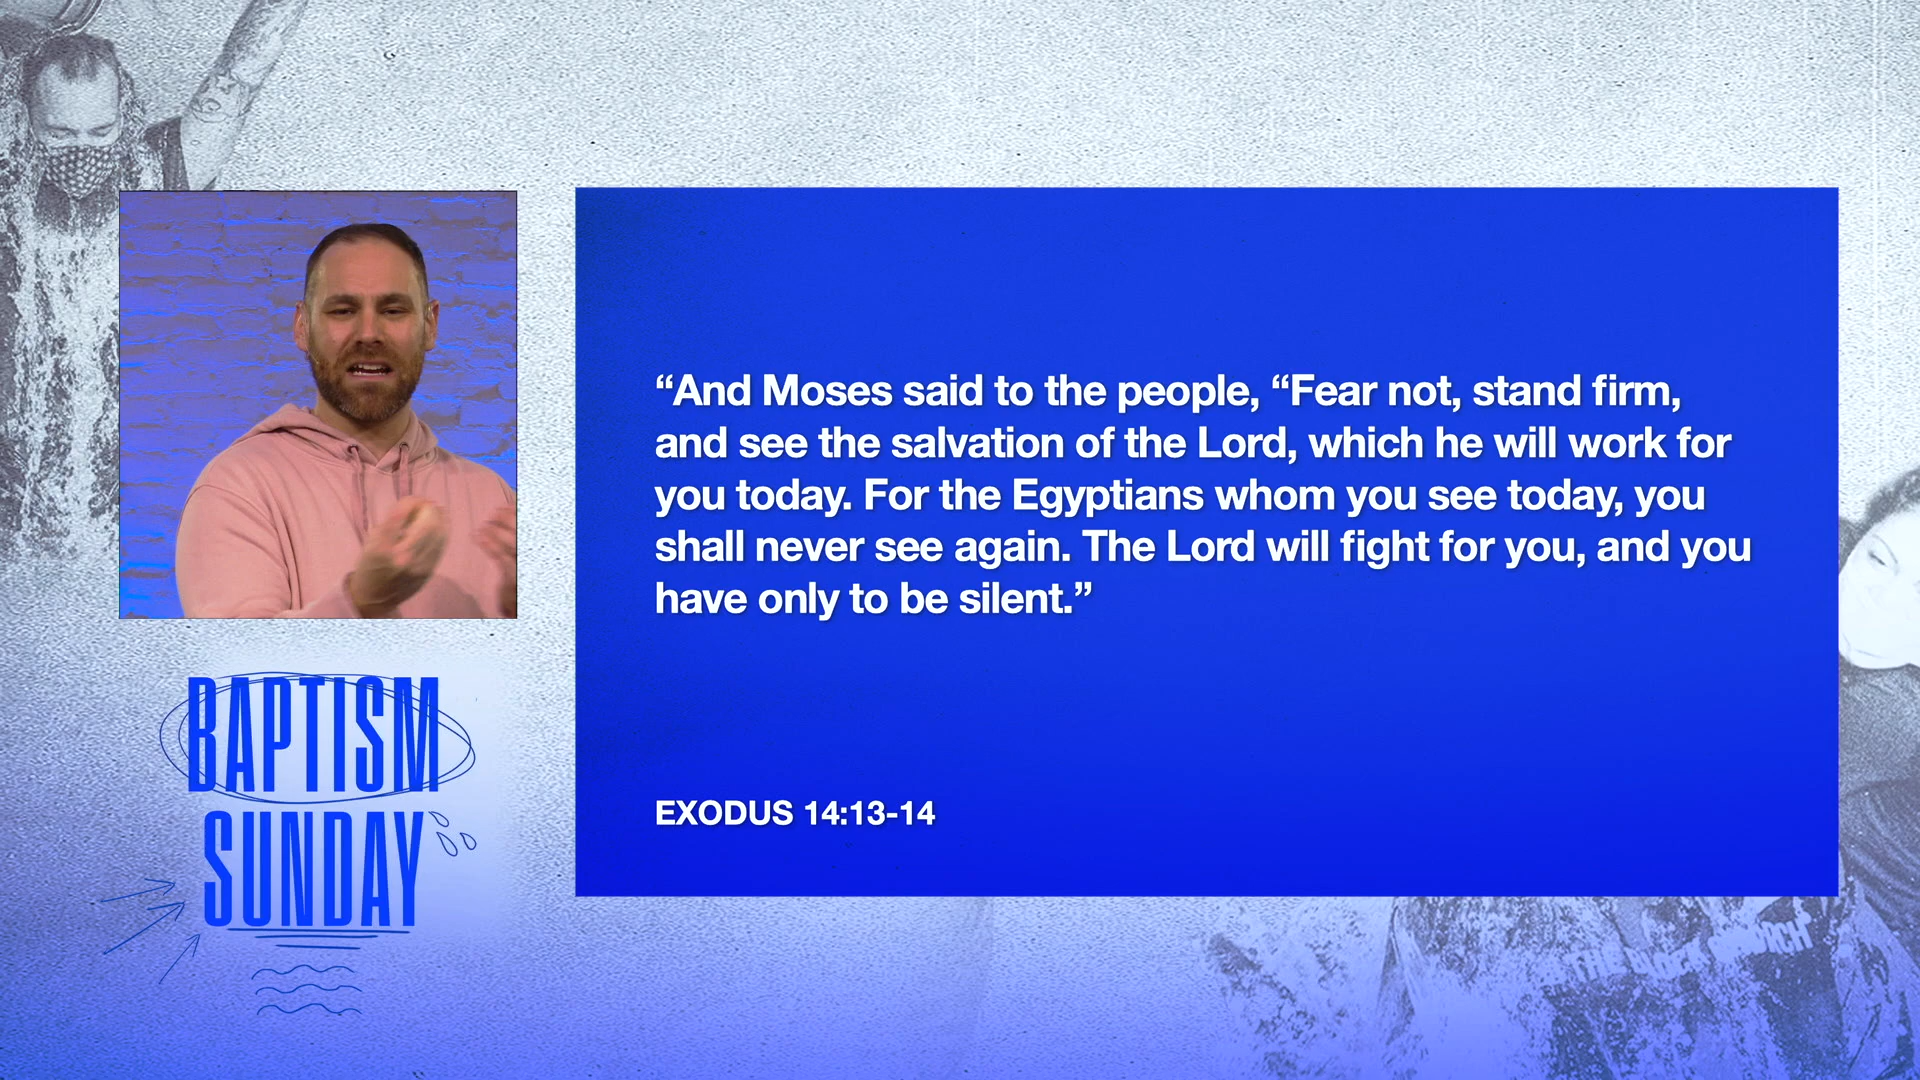 “And Moses said to the people, “Fear not, stand firm,
and see the salvation of the Lord, which he will work for
you today. For the Egyptians whom you see today, you
shall never see again. The Lord will fight for you, and you
have only to be silent.”
EXODUS 14:13-14
BAPTISM
SUNDAY
CHURCH